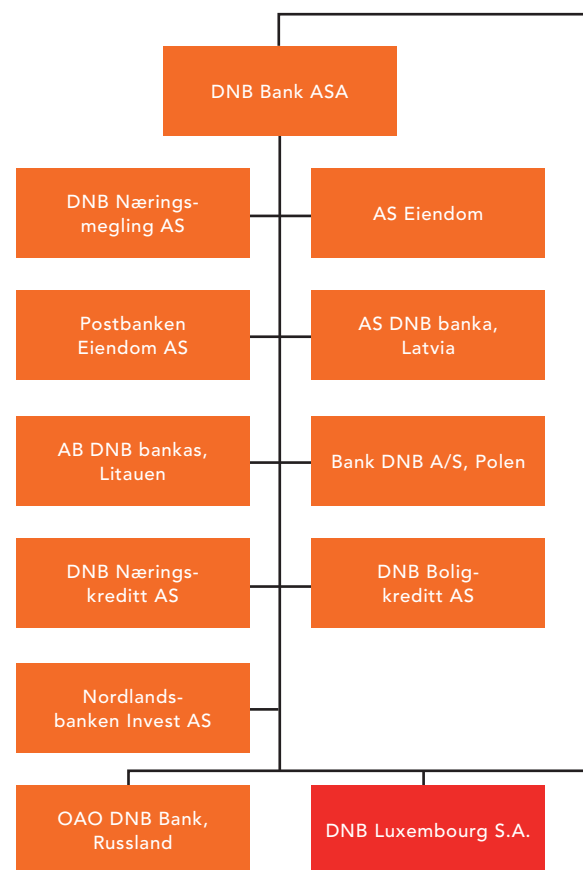 DNB Bank ASA
DNB Nærings-
megling AS
AS Eiendom
Postbanken
Eiendom AS
AS DNB banka,
Latvia
AB DNB bankas,
Litauen
Bank DNB A/S, Polen
DNB Nærings-
kreditt AS
DNB Bolig-
kreditt AS
Nordlands-
banken Invest AS
OAO DNB Bank,
Russland
DNB Luxembourg S.A.